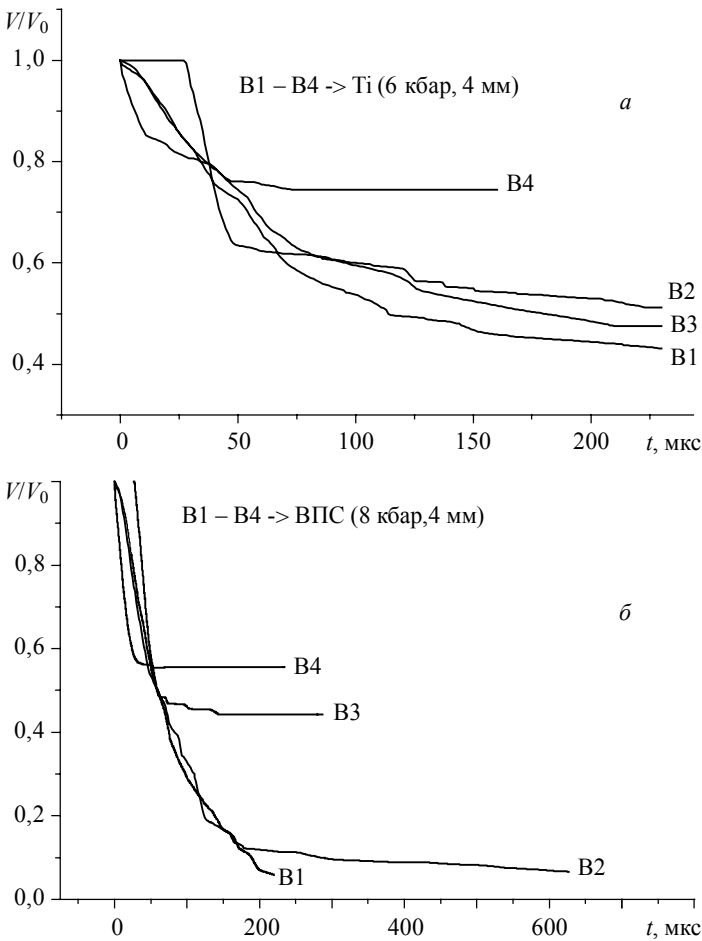 V/V0
1,0
B1 – B4 -> Ti (6 кбар, 4 мм)
а
0,8
B4
0,6
B2
B3
B1
0,4
0 50 100 150 200 t, мкс
V/V0
B1 – B4 -> ВПС (8 кбар,4 мм)
0,8
б
0,6
B4
B3
0,4
0,2
B1
B2
0,0
0 200 400 600 t, мкс